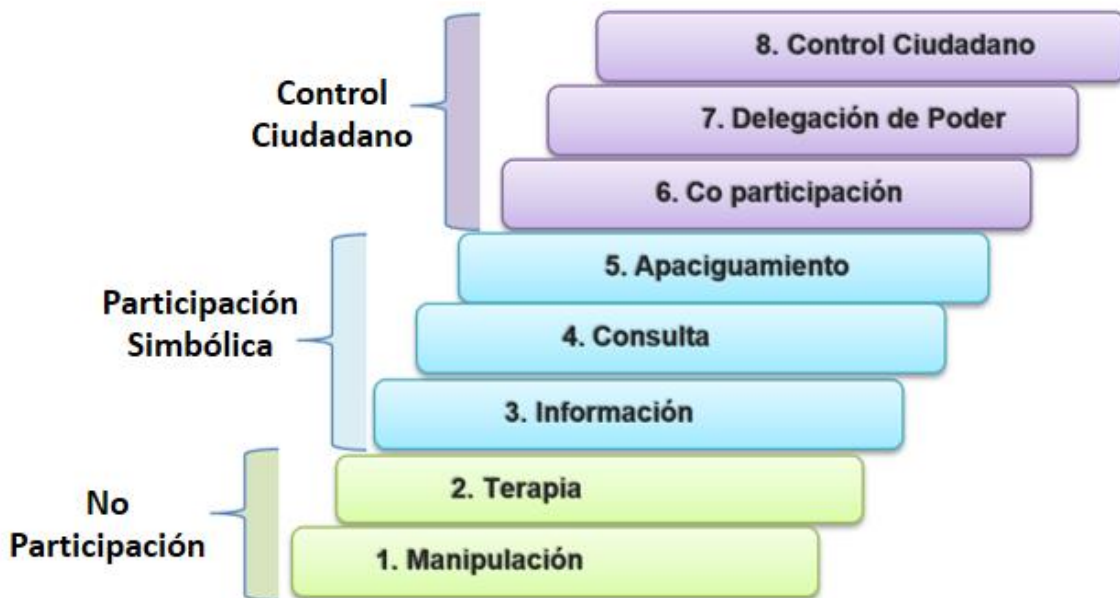 8. Control Ciudadano
Control
Ciudadano
7. Delegación de Poder
6. Co participación
5. Apaciguamiento
Participación
Simbólica
4. Consulta
3. Información
2. Terapia
No
Participación
1. Manipulación